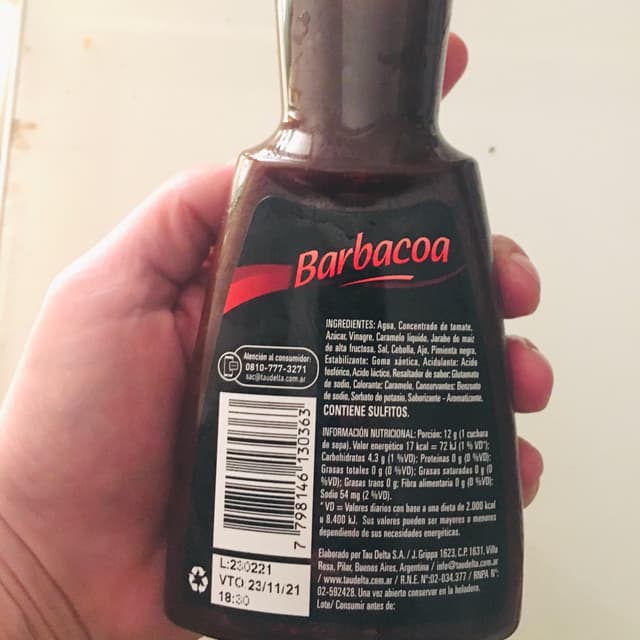 Barbacoa
INGREDIENTES: Agua, Concentrado de tomate,
Azúcar, Vinagre, Caramelo líquido, Jarabe de maíz
de alta fructosa, Sal, Cebolla, Ajo, Pimienta negra,
Estabilizante: Goma xántica, Acidulante: Acido
fosfórico, Acido láctico, Resaltador de sabor: Glutamato
de sodio, Colorante: Caramelo, Conservantes: Benzoato
de sodio, Sorbato de potasio, Saborizante - Aromatizante.
CONTIENE SULFITOS.
Atención al consumidor:
0810-777-3271
sac@taudelta.com.ar
INFORMACIÓN NUTRICIONAL: Porción: 12 g (1 cuchara
de sopa). Valor energético 17 kcal = 72 kJ (1 % VD*);
Carbohidratos 4.3 g (1 %VD); Proteínas 0 g (0 %VD);
Grasas totales 0 g (0 %VD); Grasas saturadas 0 g (0
%VD); Grasas trans 0 g; Fibra alimentaria 0 g (0 %VD);
Sodio 54 mg (2 %VD).
* VD = Valores diarios con base a una dieta de 2.000 kcal
u 8.400 kJ. Sus valores pueden ser mayores o menores
dependiendo de sus necesidades energéticas.
Elaborado por Tau Delta S.A. / J. Grippa 1623, C.P. 1631, Villa
Rosa, Pilar, Buenos Aires, Argentina / info@taudelta.com.ar
/ www.taudelta.com.ar / R.N.E. N°:02-034.377 / RNPA N°:
02-592428. Una vez abierto conservar en la heladera.
Lote/ Consumir antes de:
7 798146 130363
L:230221
VTO 23/11/21
18:30